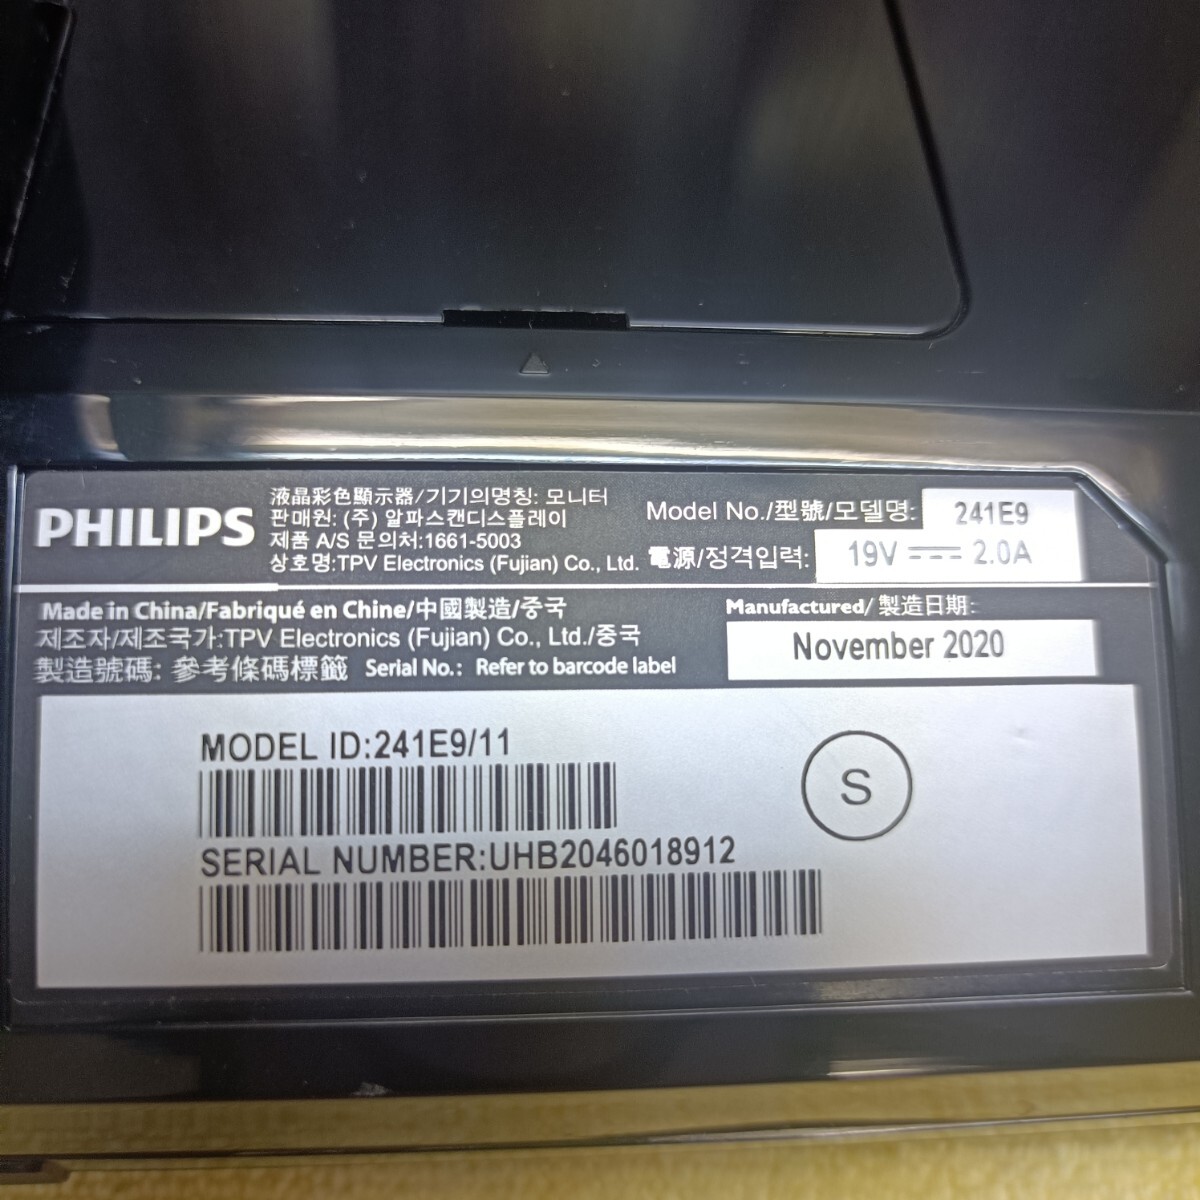 PHILIPS
液晶彩色顯示器/기기의명칭: 모니터
판매원: (주) 알파스캔디스플레이
제품 A/S 문의처:1661-5003
상호명:TPV Electronics (Fujian) Co., Ltd.
Model No./型號/모델명: 241E9
電源/정격입력: 19V ⎓ 2.0A
Made in China/Fabriqué en Chine/中國製造/중국
제조자/제조국가:TPV Electronics (Fujian) Co., Ltd./중국
製造號碼: 參考條碼標籤 Serial No.: Refer to barcode label
Manufactured/ 製造日期:
November 2020
MODEL ID:241E9/11
S
SERIAL NUMBER:UHB2046018912